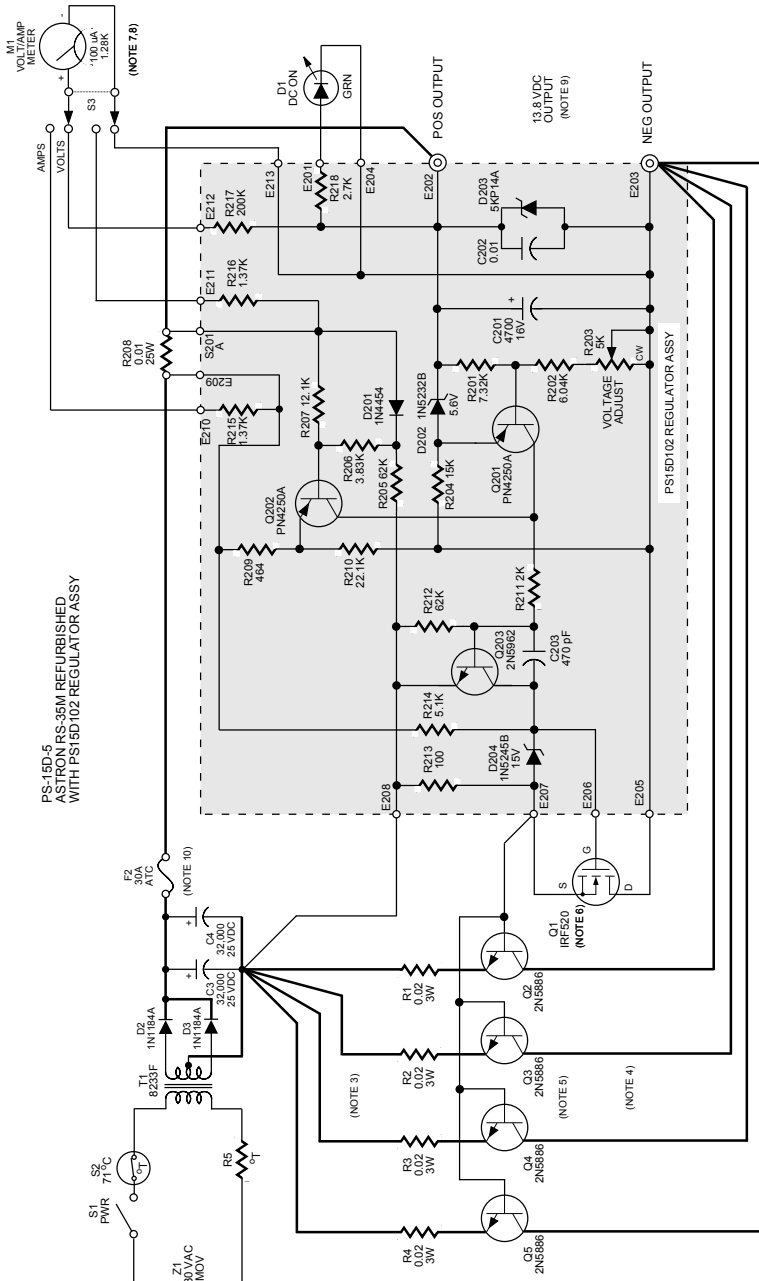 PS-15D-5
ASTRON RS-35M REFURBISHED
WITH PS15D102 REGULATOR ASSY
M1
VOLT/AMP
METER
-
+
100 uA
1.28K
(NOTE 7,8)
S3
AMPS
VOLTS
D1
DC ON
GRN
POS OUTPUT
13.8 VDC
OUTPUT
(NOTE 9)
NEG OUTPUT
E212
E213
E201
E204
E202
E203
R217
200K
R218
2.7K
D203
5KP14A
C202
0.01
E211
R216
1.37K
R208
0.01
25W
S201
A
E209
E210
R215
1.37K
C201
4700
16V
+
R203
5K
CW
VOLTAGE
ADJUST
PS15D102 REGULATOR ASSY
R207 12.1K
D201
1N4454
D202
1N5232B
5.6V
R201
7.32K
R202
6.04K
R206
3.83K
R205 62K
R204 15K
Q201
PN4250A
Q202
PN4250A
R209
464
R210
22.1K
R211 2K
R212
62K
Q203
2N5962
C203
470 pF
R214
5.1K
R213
100
D204
1N5245B
15V
E208
E207
E206
E205
F2
30A
ATC
(NOTE 10)
G
S
D
Q1
IRF520
(NOTE 6)
+
C4
32,000
25 VDC
+
C3
32,000
25 VDC
D2
1N1184A
D3
1N1184A
T1
8233F
R1
0.02
3W
Q2
2N5886
R2
0.02
3W
Q3
2N5886
(NOTE 3)
(NOTE 5)
(NOTE 4)
R3
0.02
3W
Q4
2N5886
R4
0.02
3W
Q5
2N5886
S2
71°C
°T
S1
PWR
R5
°T
Z1
VAC
MOV